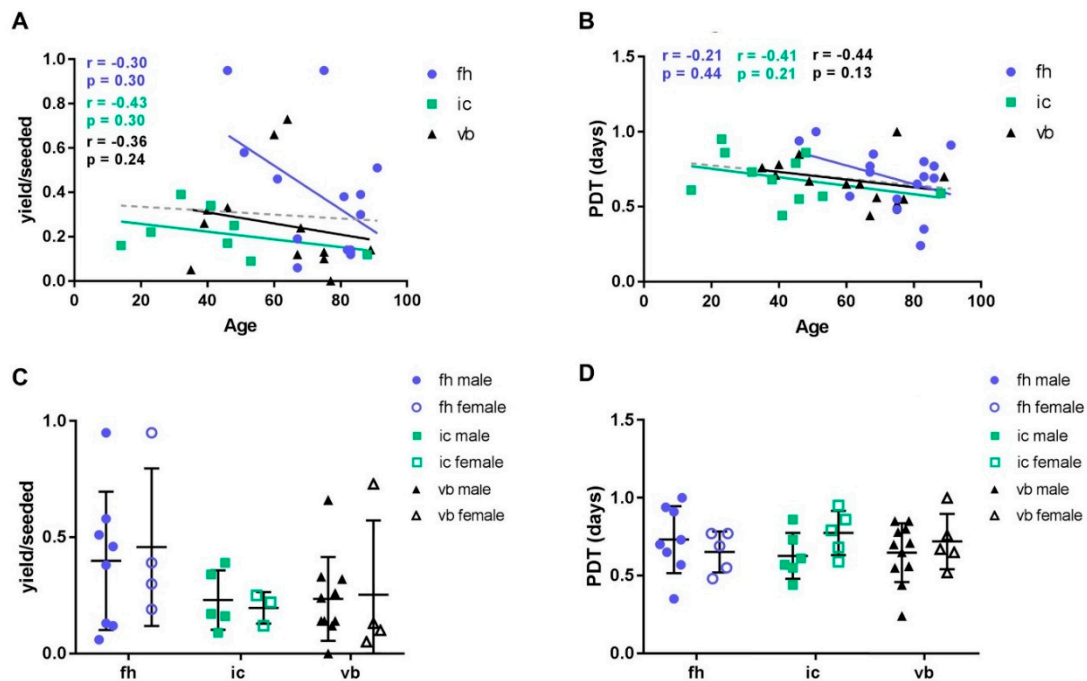 A
r = -0.30
p = 0.30
r = -0.43
p = 0.30
r = -0.36
p = 0.24
fh
ic
vb
yield/seeded
1.0
0.8
0.6
0.4
0.2
0.0
0 20 40 60 80 100
Age
B
r = -0.21 r = -0.41 r = -0.44
p = 0.44 p = 0.21 p = 0.13
fh
ic
vb
PDT (days)
1.5
1.0
0.5
0.0
0 20 40 60 80 100
Age
C
fh male
fh female
ic male
ic female
vb male
vb female
yield/seeded
1.0
0.5
0.0
fh ic vb
D
fh male
fh female
ic male
ic female
vb male
vb female
PDT (days)
1.5
1.0
0.5
0.0
fh ic vb